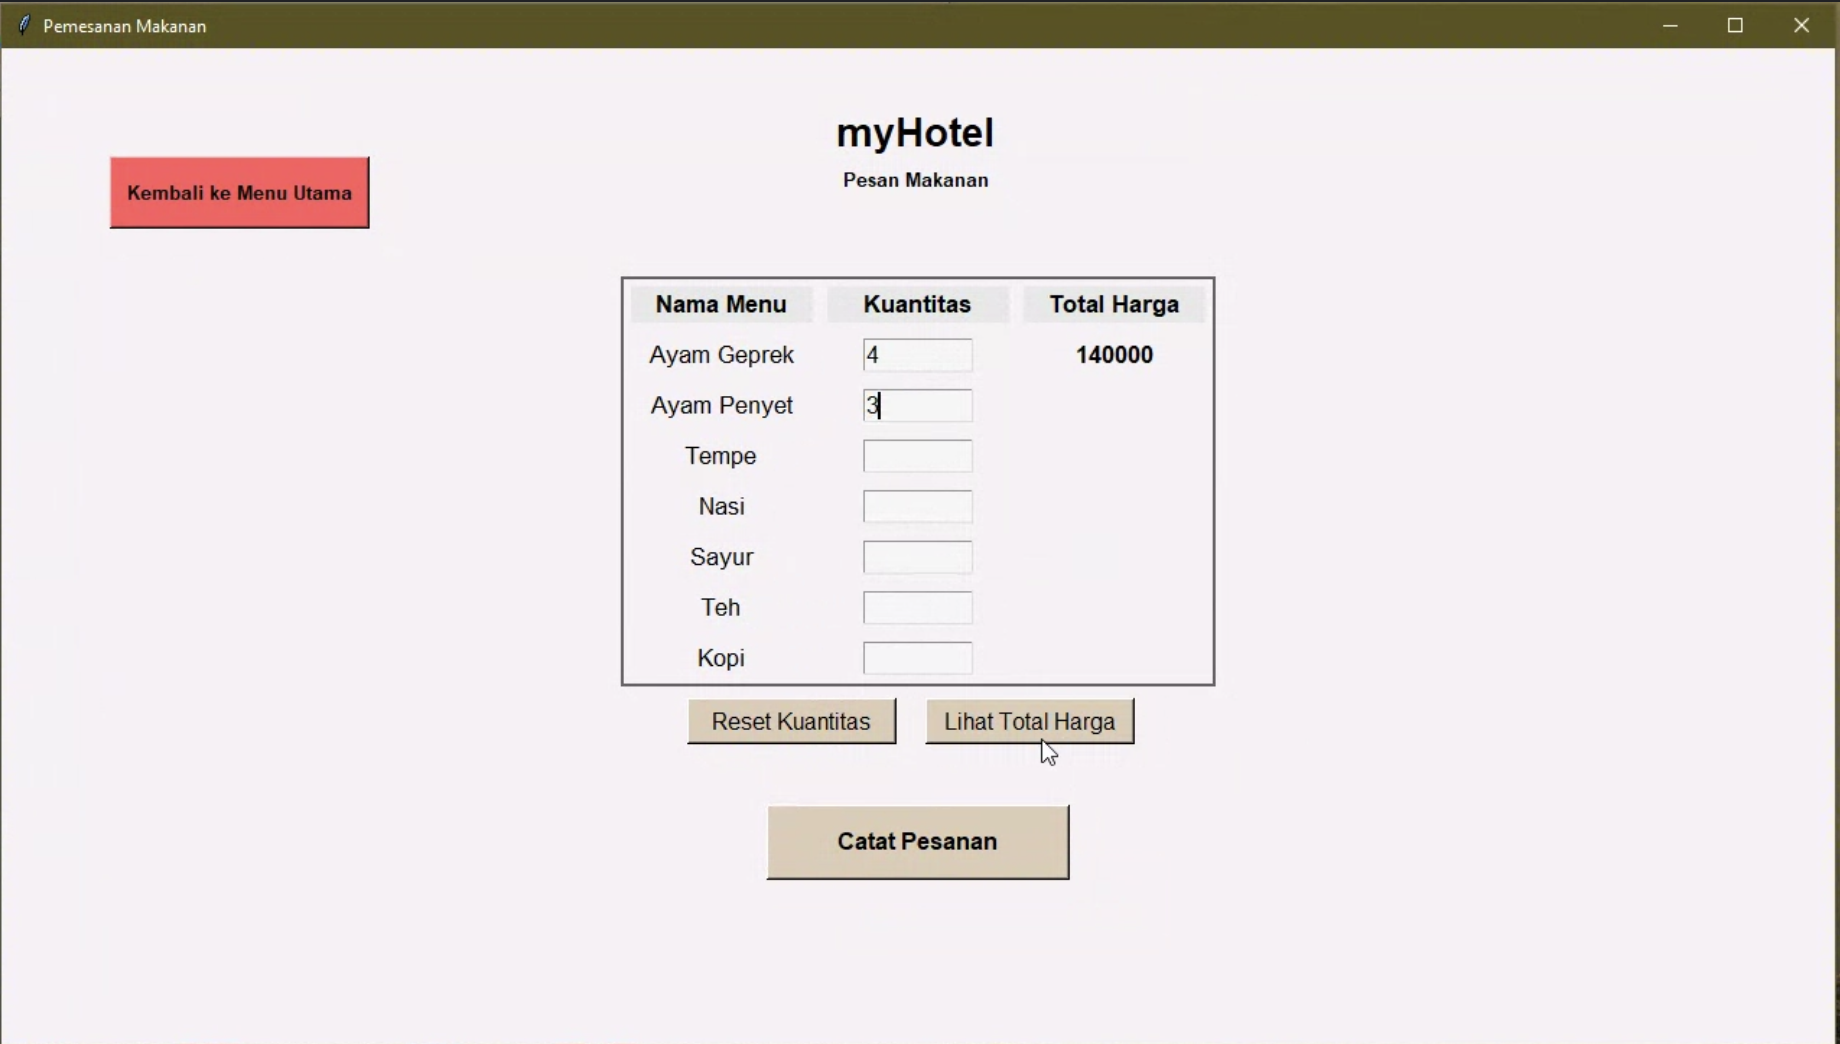 Pemesanan Makanan
myHotel
Pesan Makanan
Kembali ke Menu Utama
Nama Menu Kuantitas Total Harga
Ayam Geprek 4 140000
Ayam Penyet 3
Tempe
Nasi
Sayur
Teh
Kopi
Reset Kuantitas Lihat Total Harga
Catat Pesanan